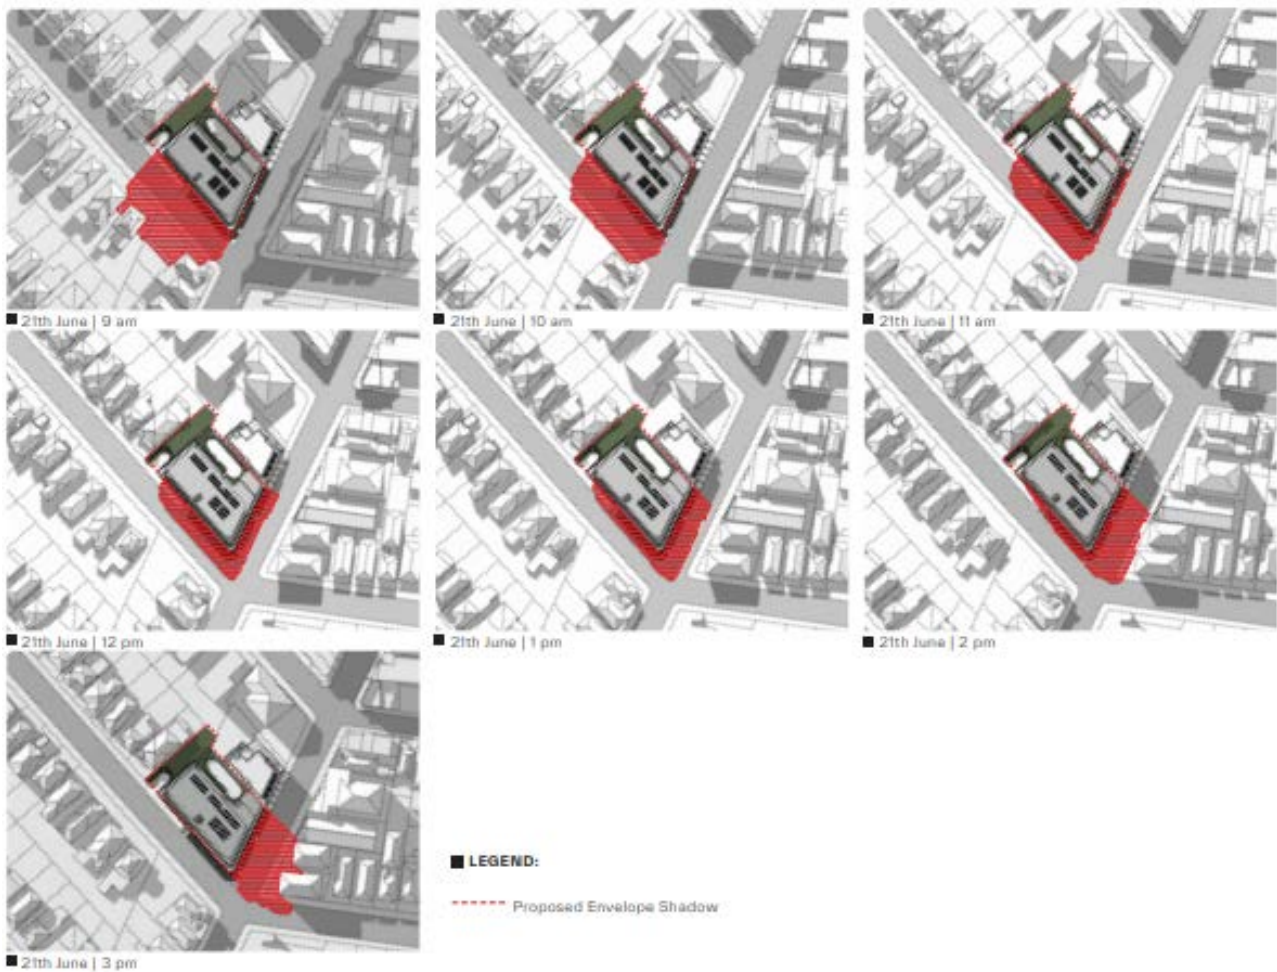 21th June | 9 am
21th June | 10 am
21th June | 11 am
21th June | 12 pm
21th June | 1 pm
21th June | 2 pm
21th June | 3 pm
LEGEND:
Proposed Envelope Shadow